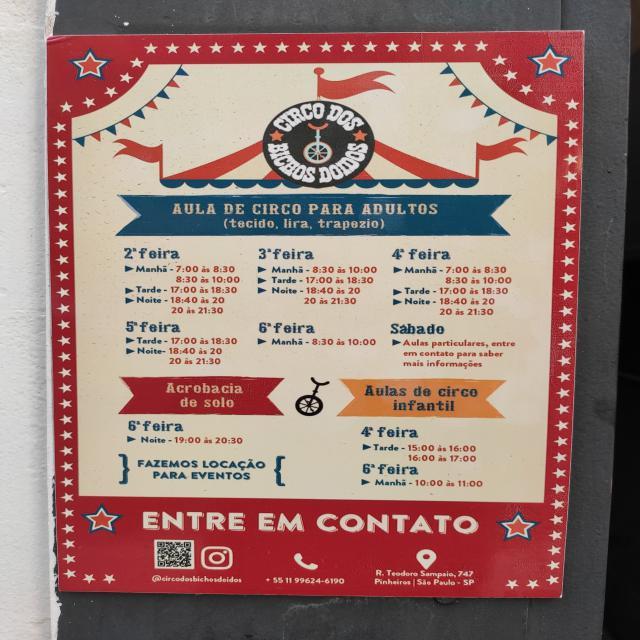 CIRCO DOS
BICHOS DOIDOS
AULA DE CIRCO PARA ADULTOS
(tecido, lira, trapezio)
2ª feira
Manhã - 7:00 às 8:30
8:30 às 10:00
Tarde - 17:00 às 18:30
Noite - 18:40 às 20
20 às 21:30
3ª feira
Manhã - 8:30 às 10:00
Tarde - 17:00 às 18:30
Noite - 18:40 às 20
20 às 21:30
4ª feira
Manhã - 7:00 às 8:30
8:30 às 10:00
Tarde - 17:00 às 18:30
Noite - 18:40 às 20
20 às 21:30
5ª feira
Tarde - 17:00 às 18:30
Noite- 18:40 às 20
20 às 21:30
6ª feira
Manhã - 8:30 às 10:00
Sábado
Aulas particulares, entre
em contato para saber
mais informações
Acrobacia
de solo
6ª feira
Noite - 19:00 às 20:30
} FAZEMOS LOCAÇÃO {
PARA EVENTOS
Aulas de circo
infantil
4ª feira
Tarde - 15:00 às 16:00
16:00 às 17:00
6ª feira
Manhã - 10:00 às 11:00
ENTRE EM CONTATO
@circodosbichosdoidos
+ 55 11 99624-6190
R. Teodoro Sampaio, 747
Pinheiros | São Paulo - SP